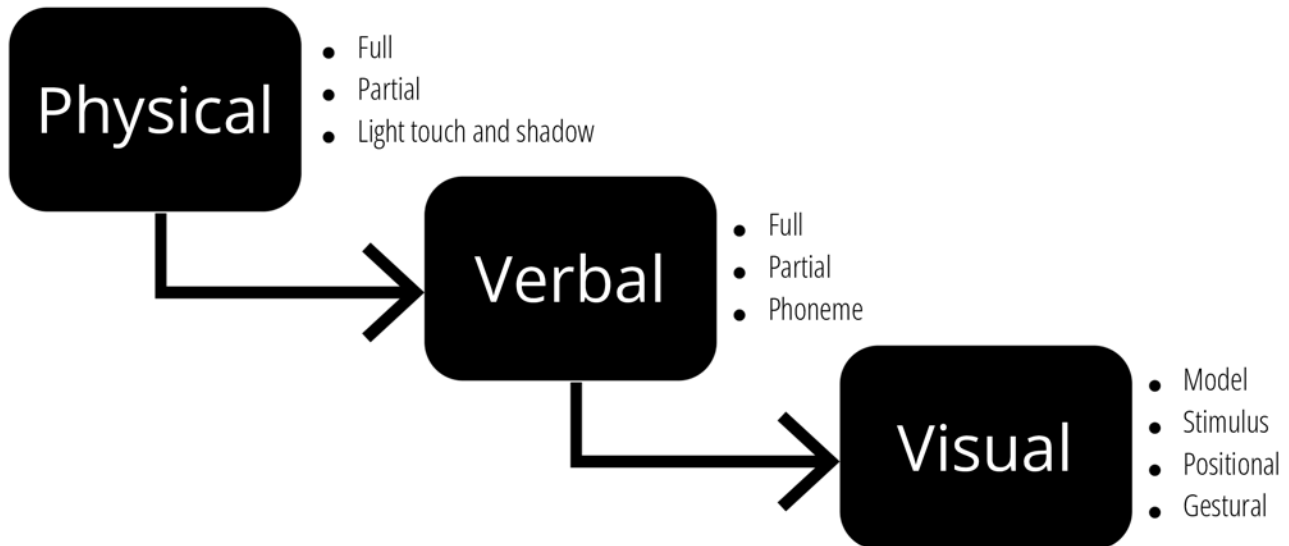 Physical
• Full
• Partial
• Light touch and shadow
Verbal
• Full
• Partial
• Phoneme
Visual
• Model
• Stimulus
• Positional
• Gestural